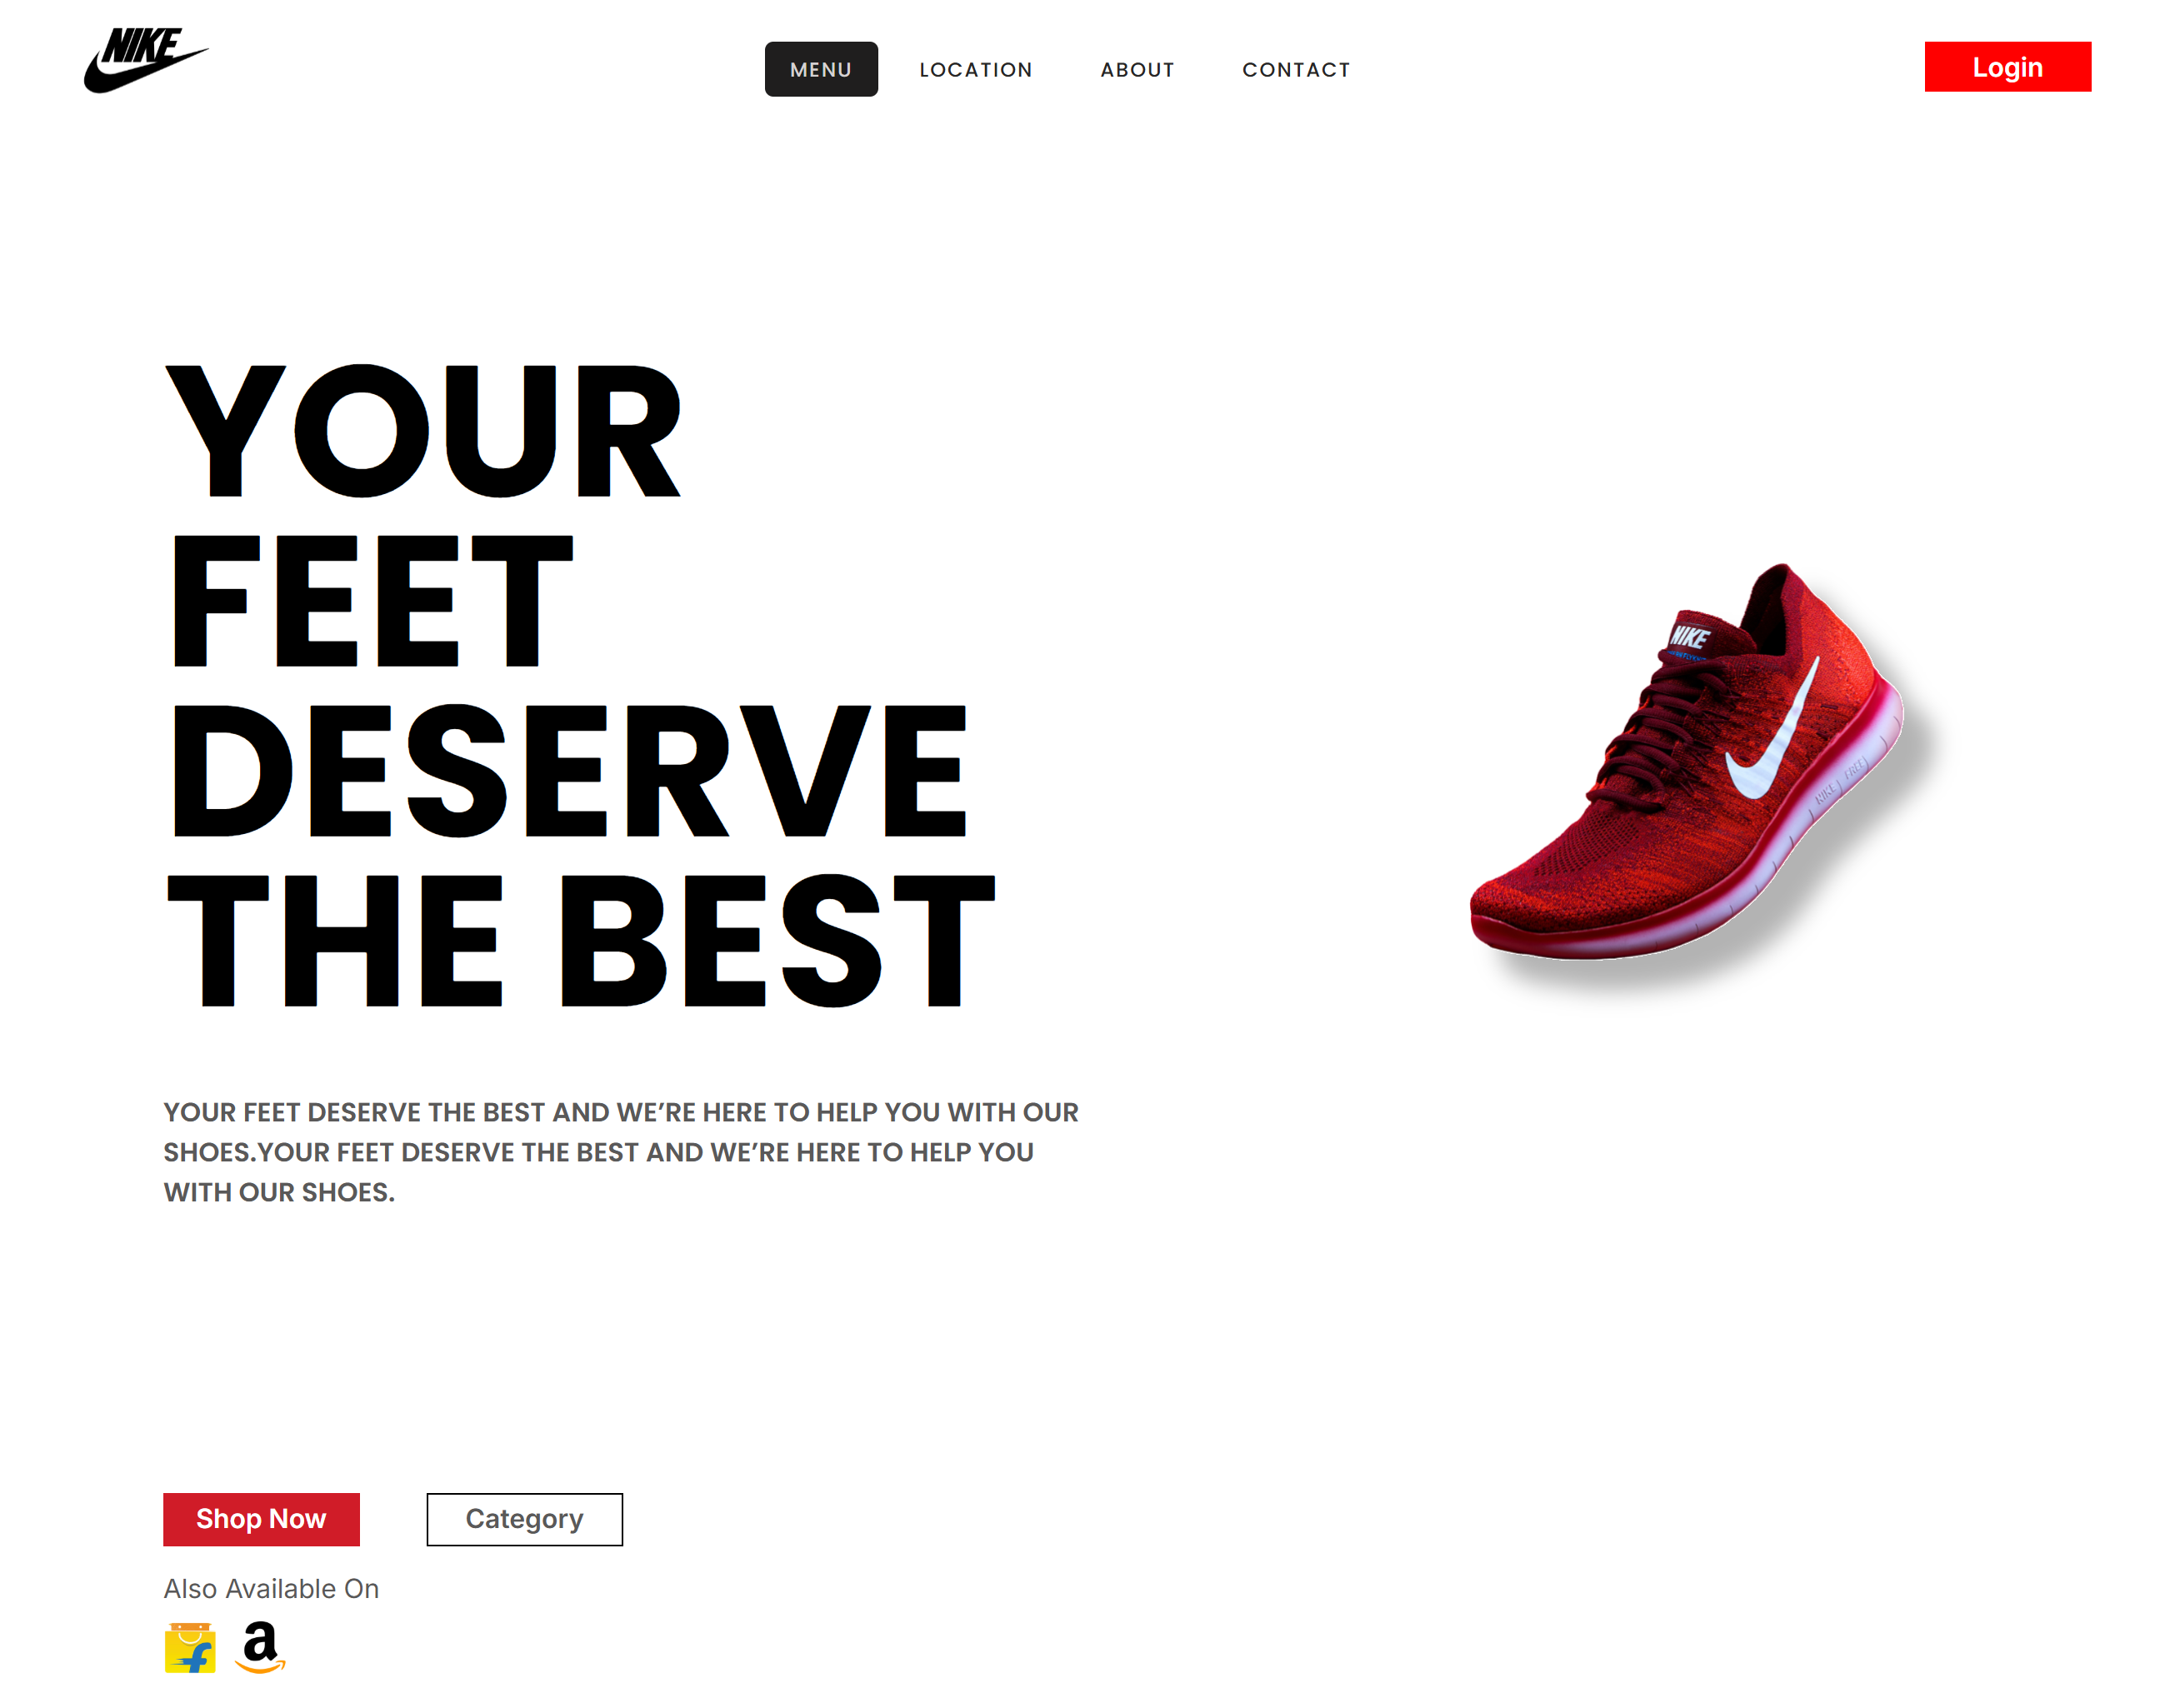 NIKE
MENU
LOCATION
ABOUT
CONTACT
Login
YOUR
FEET
DESERVE
THE BEST
NIKE
NIKE FREE
YOUR FEET DESERVE THE BEST AND WE’RE HERE TO HELP YOU WITH OUR
SHOES.YOUR FEET DESERVE THE BEST AND WE’RE HERE TO HELP YOU
WITH OUR SHOES.
Shop Now
Category
Also Available On
f
a